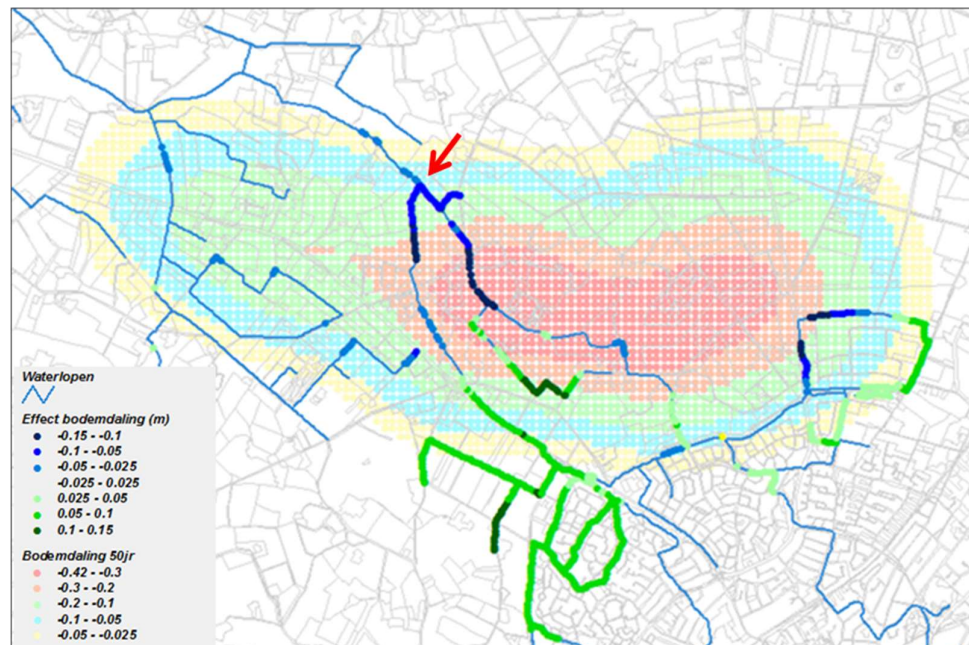 Waterlopen
Effect bodemdaling (m)
-0.15 - -0.1
-0.1 - -0.05
-0.05 - -0.025
-0.025 - 0.025
0.025 - 0.05
0.05 - 0.1
0.1 - 0.15
Bodemdaling 50jr
-0.42 - -0.3
-0.3 - -0.2
-0.2 - -0.1
-0.1 - -0.05
-0.05 - -0.025